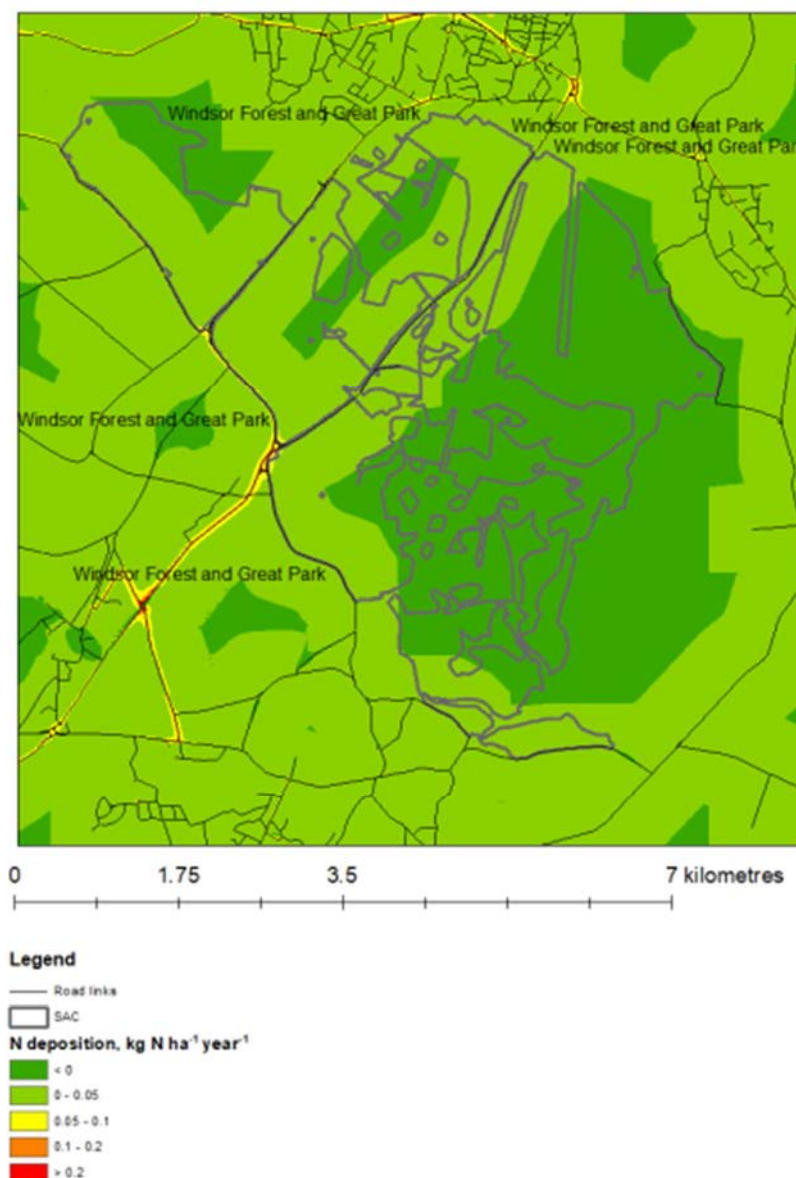 Windsor Forest and Great Park
Windsor Forest and Great Park
Windsor Forest and Great Par
Windsor Forest and Great Park
Windsor Forest and Great Park
0 1.75 3.5 7 kilometres
Legend
Road links
SAC
N deposition, kg N ha⁻¹ year⁻¹
< 0
0 - 0.05
0.05 - 0.1
0.1 - 0.2
> 0.2